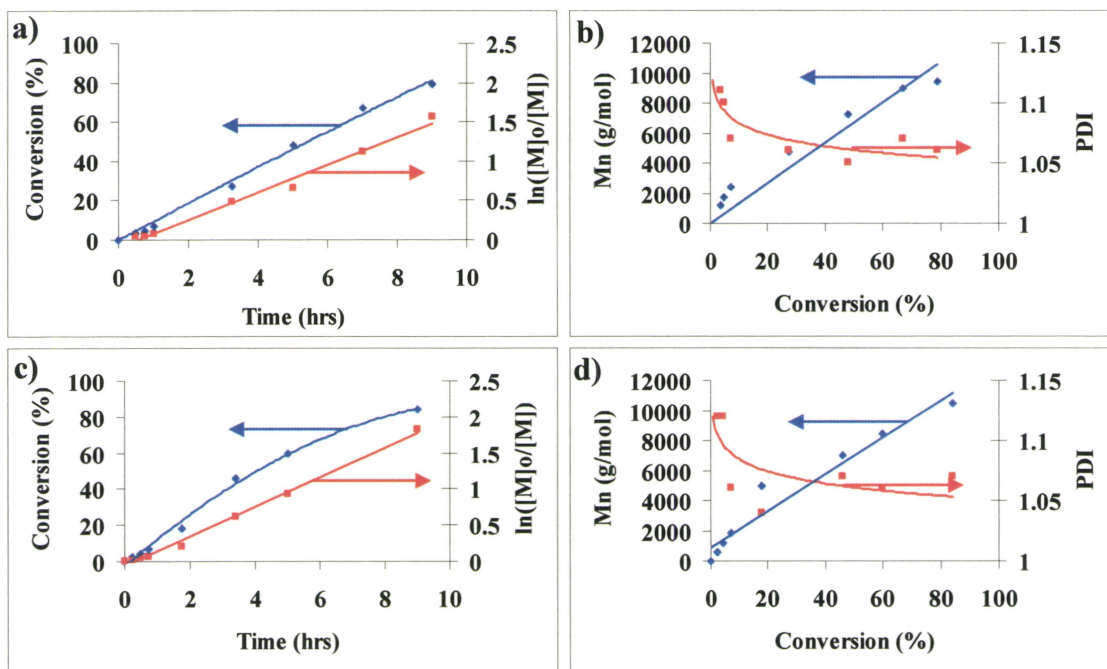 a)
Conversion (%)
100
80
60
40
20
0
2.5
2
1.5
1
0.5
0
ln([M]o/[M])
0 2 4 6 8 10
Time (hrs)
b)
Mn (g/mol)
12000
10000
8000
6000
4000
2000
0
1.15
1.1
1.05
1
PDI
0 20 40 60 80 100
Conversion (%)
c)
Conversion (%)
100
80
60
40
20
0
2.5
2
1.5
1
0.5
0
ln([M]o/[M])
0 2 4 6 8 10
Time (hrs)
d)
Mn (g/mol)
12000
10000
8000
6000
4000
2000
0
1.15
1.1
1.05
1
PDI
0 20 40 60 80 100
Conversion (%)